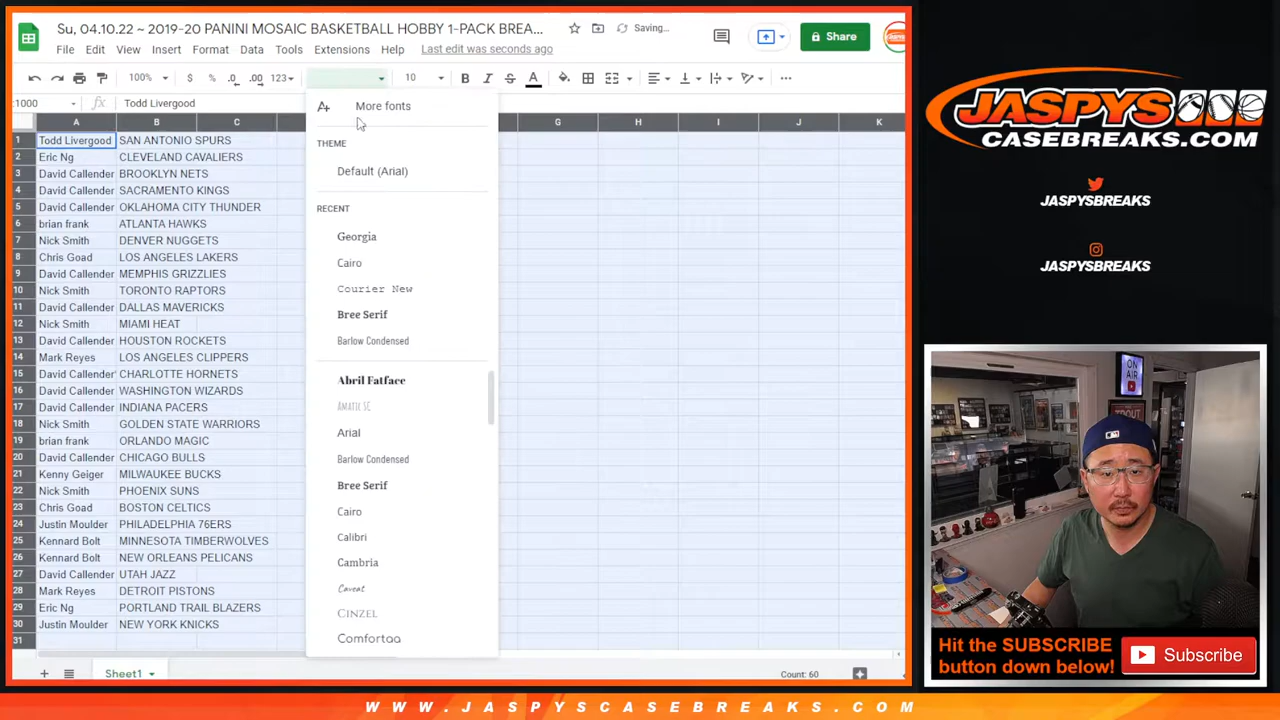 Su, 04.10.22 ~ 2019-20 PANINI MOSAIC BASKETBALL HOBBY 1-PACK BREA...
Saving...
File Edit View Insert Format Data Tools Extensions Help Last edit was seconds ago
Share
100% $ % .0 .00 123 10 B I S A
:1000 fx Todd Livergood
A B C G H I J K
1 Todd Livergood SAN ANTONIO SPURS
2 Eric Ng CLEVELAND CAVALIERS
3 David Callender BROOKLYN NETS
4 David Callender SACRAMENTO KINGS
5 David Callender OKLAHOMA CITY THUNDER
6 brian frank ATLANTA HAWKS
7 Nick Smith DENVER NUGGETS
8 Chris Goad LOS ANGELES LAKERS
9 David Callender MEMPHIS GRIZZLIES
10 Nick Smith TORONTO RAPTORS
11 David Callender DALLAS MAVERICKS
12 Nick Smith MIAMI HEAT
13 David Callender HOUSTON ROCKETS
14 Mark Reyes LOS ANGELES CLIPPERS
15 David Callender CHARLOTTE HORNETS
16 David Callender WASHINGTON WIZARDS
17 David Callender INDIANA PACERS
18 Nick Smith GOLDEN STATE WARRIORS
19 brian frank ORLANDO MAGIC
20 David Callender CHICAGO BULLS
21 Kenny Geiger MILWAUKEE BUCKS
22 Nick Smith PHOENIX SUNS
23 Chris Goad BOSTON CELTICS
24 Justin Moulder PHILADELPHIA 76ERS
25 Kennard Bolt MINNESOTA TIMBERWOLVES
26 Kennard Bolt NEW ORLEANS PELICANS
27 David Callender UTAH JAZZ
28 Mark Reyes DETROIT PISTONS
29 Eric Ng PORTLAND TRAIL BLAZERS
30 Justin Moulder NEW YORK KNICKS
31
More fonts
THEME
Default (Arial)
RECENT
Georgia
Cairo
Courier New
Bree Serif
Barlow Condensed
Abril Fatface
AMATIC SC
Arial
Barlow Condensed
Bree Serif
Cairo
Calibri
Cambria
Caveat
CINZEL
Comfortaa
Sheet1
Count: 60
JASPYS
CASEBREAKS.COM
JASPYSBREAKS
JASPYSBREAKS
ON AIR
TROUT
Hit the SUBSCRIBE
button down below!
Subscribe
WWW.JASPYSCASEBREAKS.COM